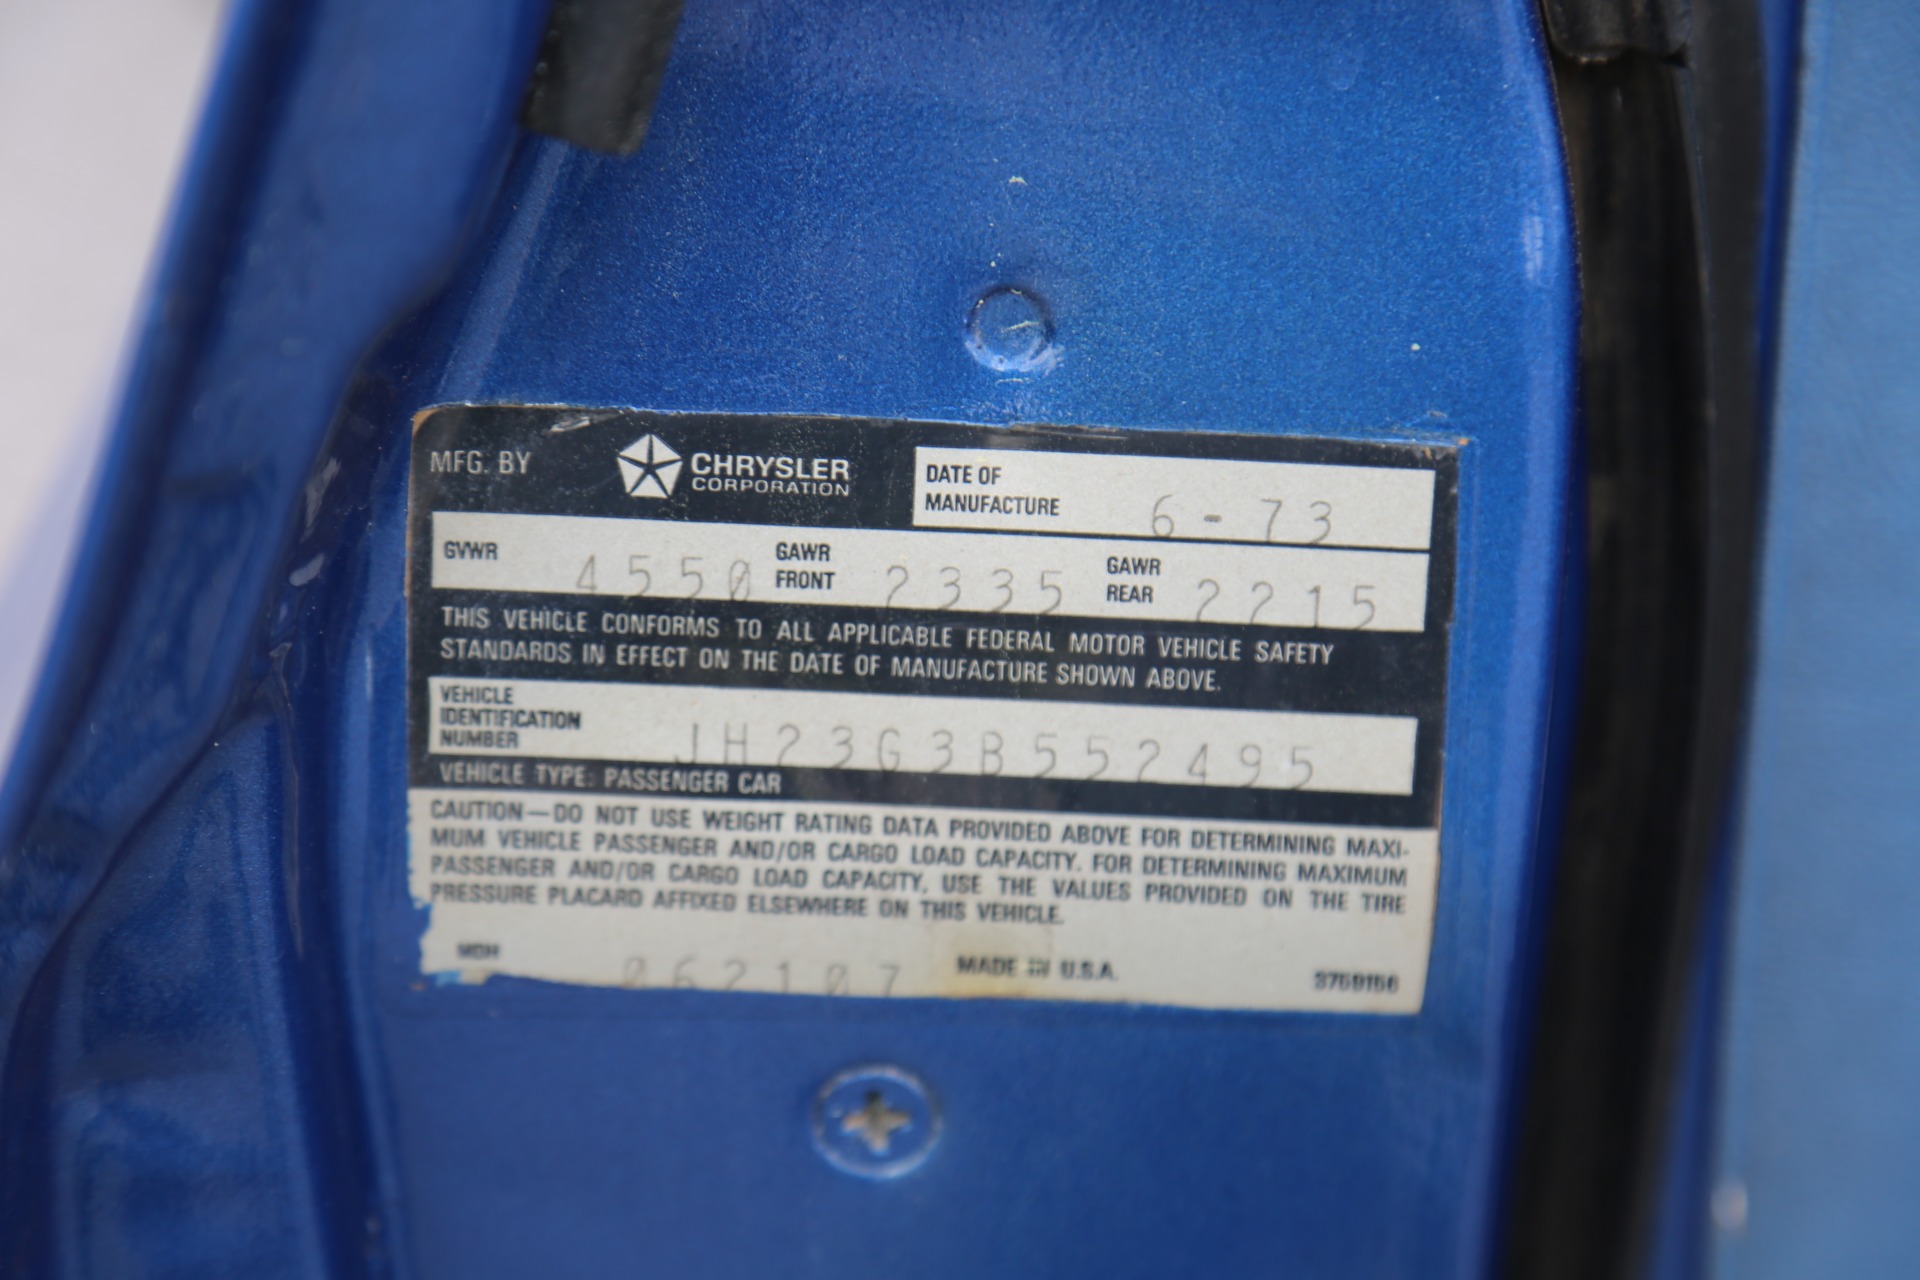 MFG. BY CHRYSLER CORPORATION
DATE OF MANUFACTURE 6-73
GVWR 4550 GAWR FRONT 2335 GAWR REAR 2215
THIS VEHICLE CONFORMS TO ALL APPLICABLE FEDERAL MOTOR VEHICLE SAFETY
STANDARDS IN EFFECT ON THE DATE OF MANUFACTURE SHOWN ABOVE.
VEHICLE IDENTIFICATION NUMBER JH23G3B552495
VEHICLE TYPE: PASSENGER CAR
CAUTION—DO NOT USE WEIGHT RATING DATA PROVIDED ABOVE FOR DETERMINING MAXI-
MUM VEHICLE PASSENGER AND/OR CARGO LOAD CAPACITY. FOR DETERMINING MAXIMUM
PASSENGER AND/OR CARGO LOAD CAPACITY, USE THE VALUES PROVIDED ON THE TIRE
PRESSURE PLACARD AFFIXED ELSEWHERE ON THIS VEHICLE.
MDH 062107 MADE IN U.S.A. 3759156